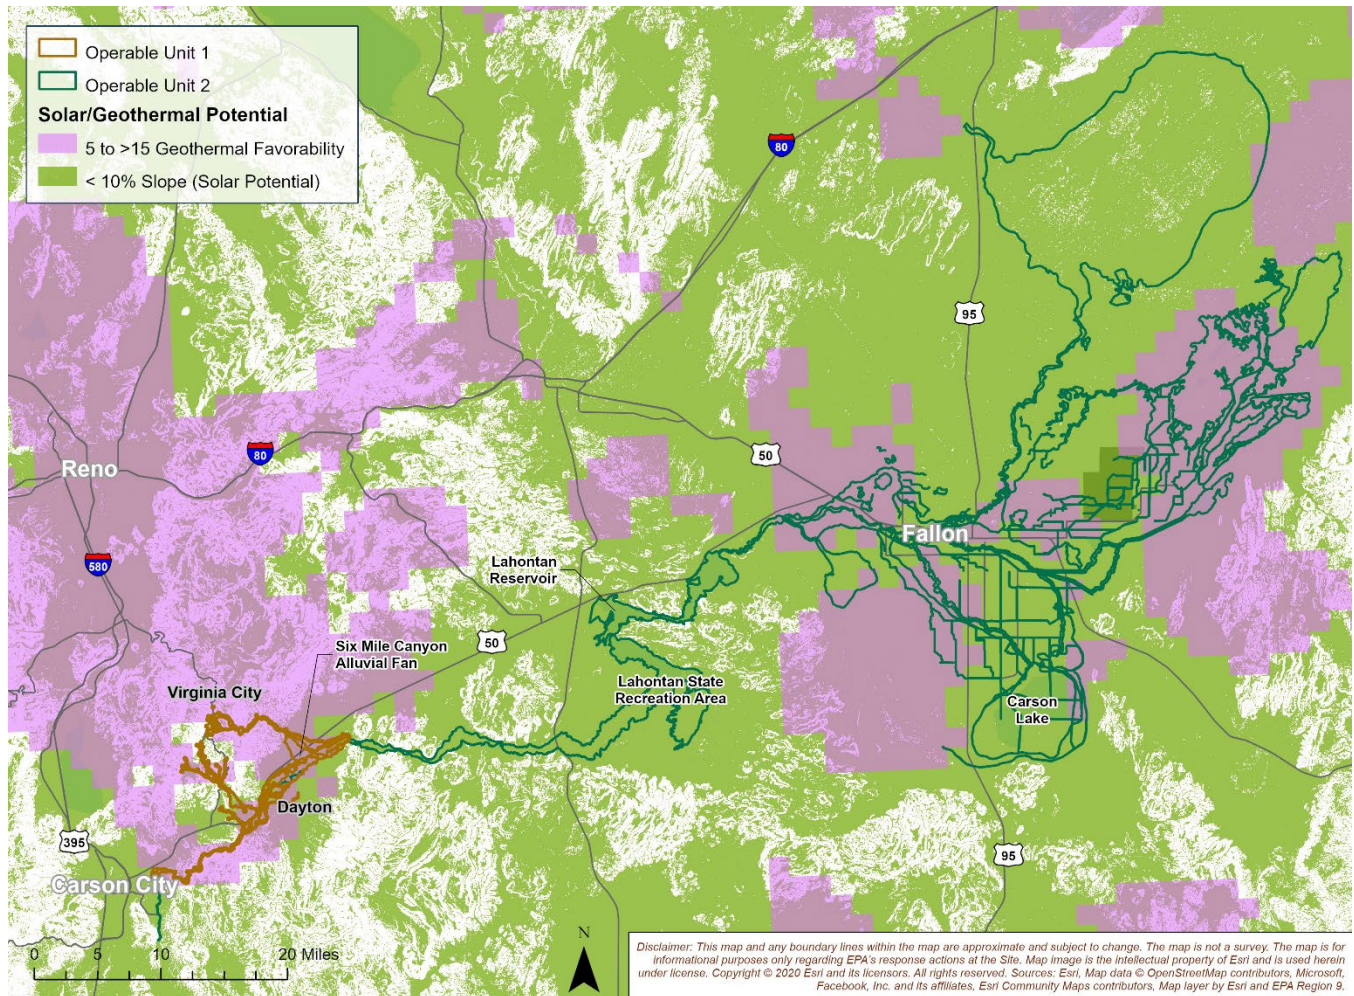 Operable Unit 1
Operable Unit 2
Solar/Geothermal Potential
5 to >15 Geothermal Favorability
< 10% Slope (Solar Potential)
80
95
50
80
Reno
Fallon
580
Lahontan
Reservoir
50
Six Mile Canyon
Alluvial Fan
Virginia City
Lahontan State
Recreation Area
Carson
Lake
Dayton
395
95
Carson City
N
0 5 10 20 Miles
Disclaimer: This map and any boundary lines within the map are approximate and subject to change. The map is not a survey. The map is for
informational purposes only regarding EPA's response actions at the Site. Map image is the intellectual property of Esri and is used herein
under license. Copyright © 2020 Esri and its licensors. All rights reserved. Sources: Esri, Map data © OpenStreetMap contributors, Microsoft,
Facebook, Inc. and its affiliates, Esri Community Maps contributors, Map layer by Esri and EPA Region 9.